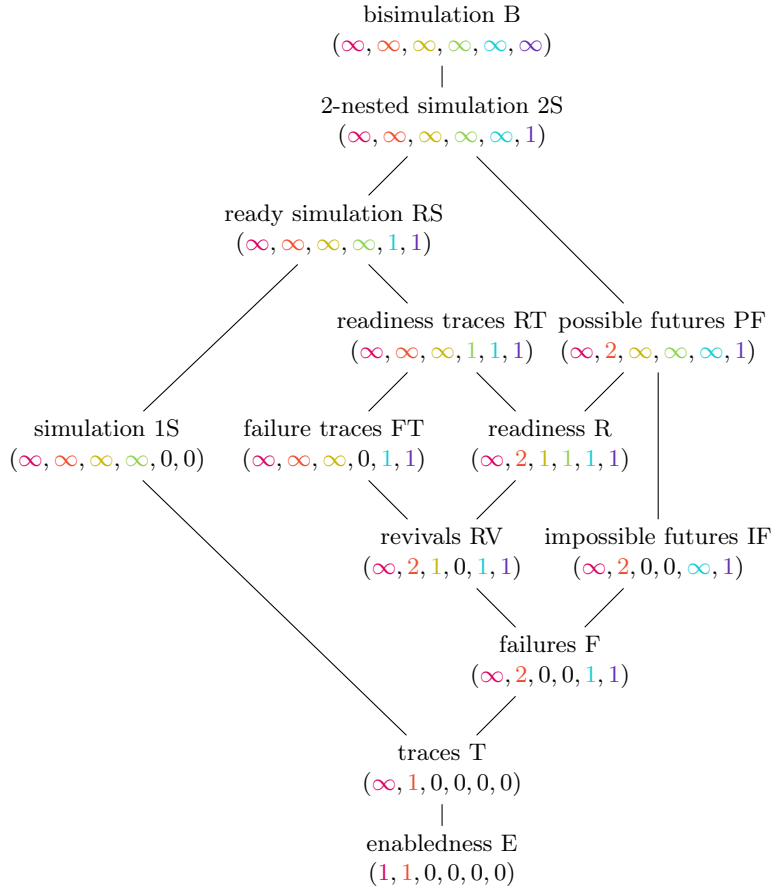 bisimulation B
(∞, ∞, ∞, ∞, ∞, ∞)
2-nested simulation 2S
(∞, ∞, ∞, ∞, ∞, 1)
ready simulation RS
(∞, ∞, ∞, ∞, 1, 1)
readiness traces RT
(∞, ∞, ∞, 1, 1, 1)
possible futures PF
(∞, 2, ∞, ∞, ∞, 1)
simulation 1S
(∞, ∞, ∞, ∞, 0, 0)
failure traces FT
(∞, ∞, ∞, 0, 1, 1)
readiness R
(∞, 2, 1, 1, 1, 1)
revivals RV
(∞, 2, 1, 0, 1, 1)
impossible futures IF
(∞, 2, 0, 0, ∞, 1)
failures F
(∞, 2, 0, 0, 1, 1)
traces T
(∞, 1, 0, 0, 0, 0)
enabledness E
(1, 1, 0, 0, 0, 0)